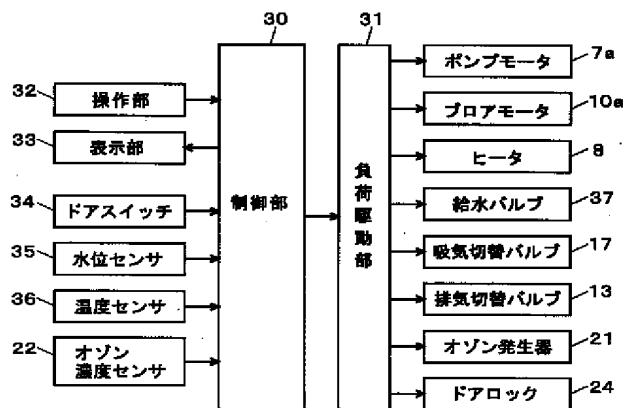 30
31
32
操作部
33
表示部
34
ドアスイッチ
35
水位センサ
36
温度センサ
22
オゾン
濃度センサ
制御部
負荷駆動部
ポンプモータ
7a
ブロアモータ
10a
ヒータ
8
給水バルブ
37
吸気切替バルブ
17
排気切替バルブ
13
オゾン発生器
21
ドアロック
24